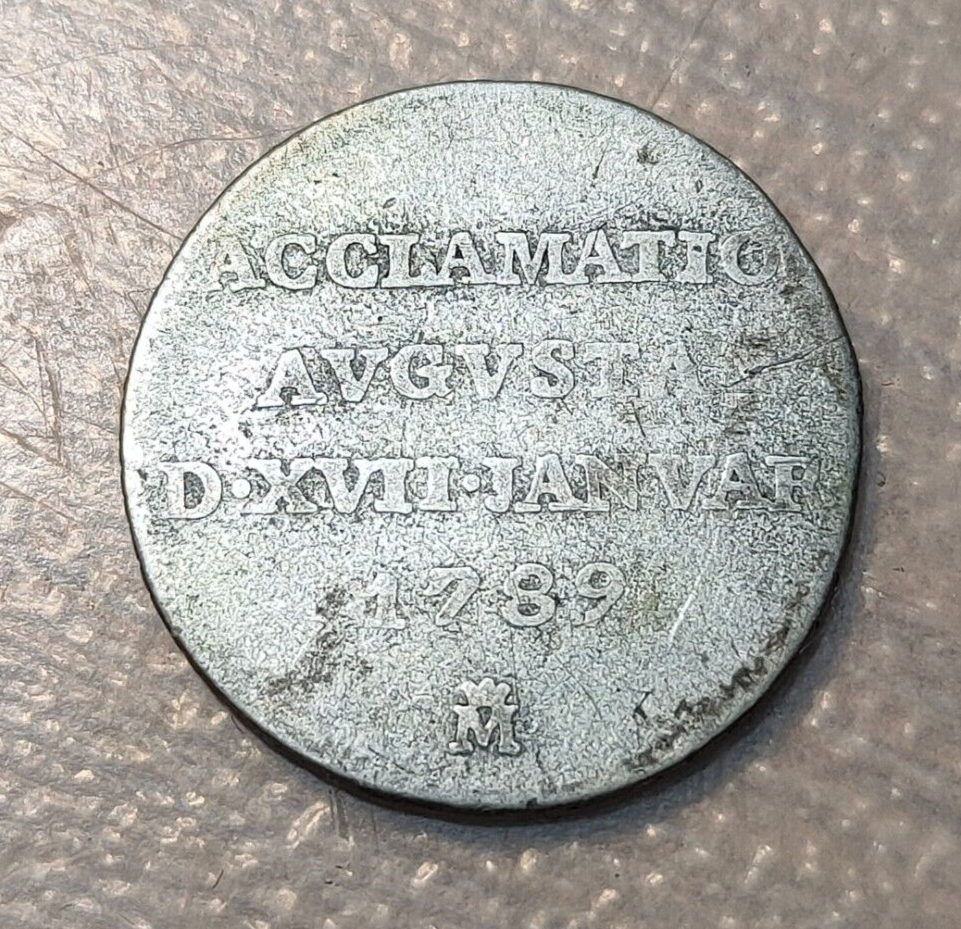 ACCLAMATIO
AVGVSTA
D·XVII·JANVAR
1789
M